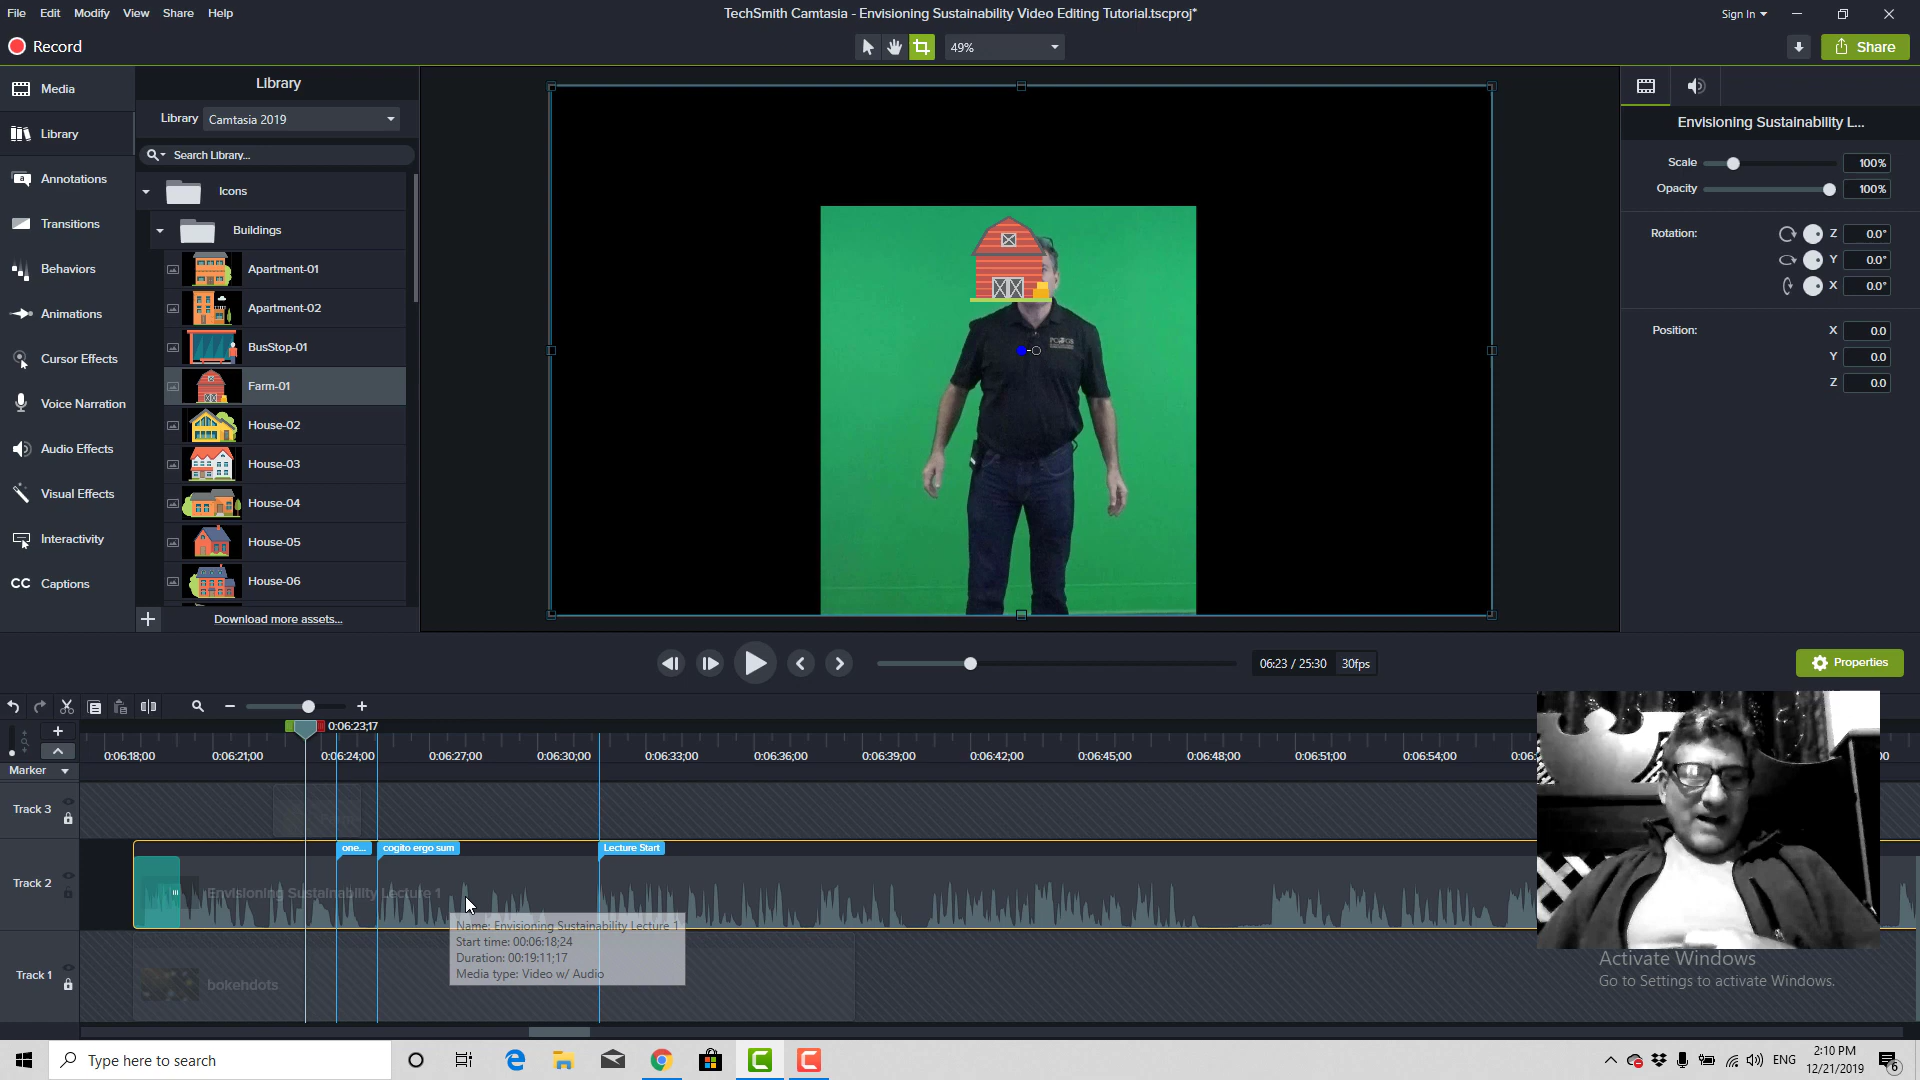 File Edit Modify View Share Help
TechSmith Camtasia - Envisioning Sustainability Video Editing Tutorial.tscproj*
Sign In
Record
49%
Share
Media
Library
Annotations
Transitions
Behaviors
Animations
Cursor Effects
Voice Narration
Audio Effects
Visual Effects
Interactivity
CC Captions
Library
Library Camtasia 2019
Search Library...
Icons
Buildings
Apartment-01
Apartment-02
BusStop-01
Farm-01
House-02
House-03
House-04
House-05
House-06
Download more assets...
Envisioning Sustainability L...
Scale 100%
Opacity 100%
Rotation: Z 0.0°
Y 0.0°
X 0.0°
Position: X 0.0
Y 0.0
Z 0.0
06:23 / 25:30 30fps
Properties
0:06:23;17
0:06:18;00 0:06:21;00 0:06:24;00 0:06:27;00 0:06:30;00 0:06:33;00 0:06:36;00 0:06:39;00 0:06:42;00 0:06:45;00 0:06:48;00 0:06:51;00 0:06:54;00
Marker
Track 3
one... cogito ergo sum Lecture Start
Track 2
Envisioning Sustainability Lecture 1
Name: Envisioning Sustainability Lecture 1
Start time: 00:06:18;24
Duration: 00:19:11;17
Media type: Video w/ Audio
Track 1
bokehdots
Activate Windows
Go to Settings to activate Windows.
Type here to search
ENG
2:10 PM
12/21/2019
6